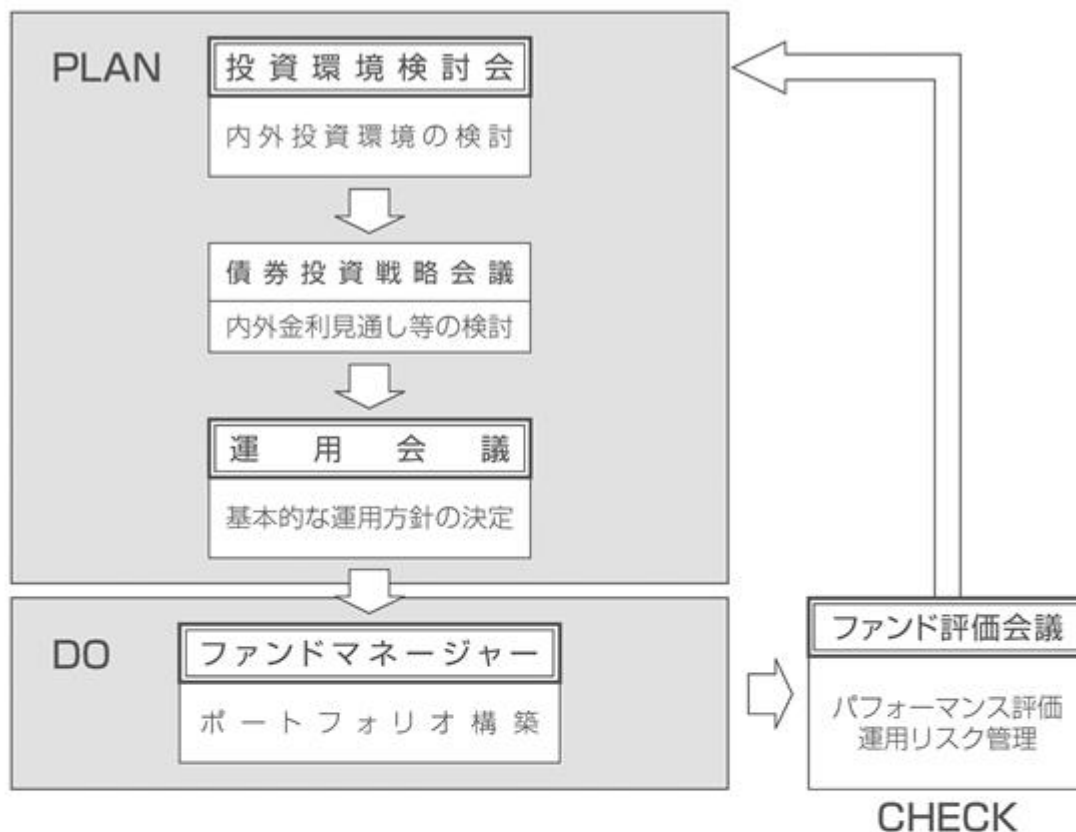 PLAN
投資環境検討会
内外投資環境の検討
債券投資戦略会議
内外金利見通し等の検討
運用会議
基本的な運用方針の決定
DO
ファンドマネージャー
ポートフォリオ構築
ファンド評価会議
パフォーマンス評価
運用リスク管理
CHECK